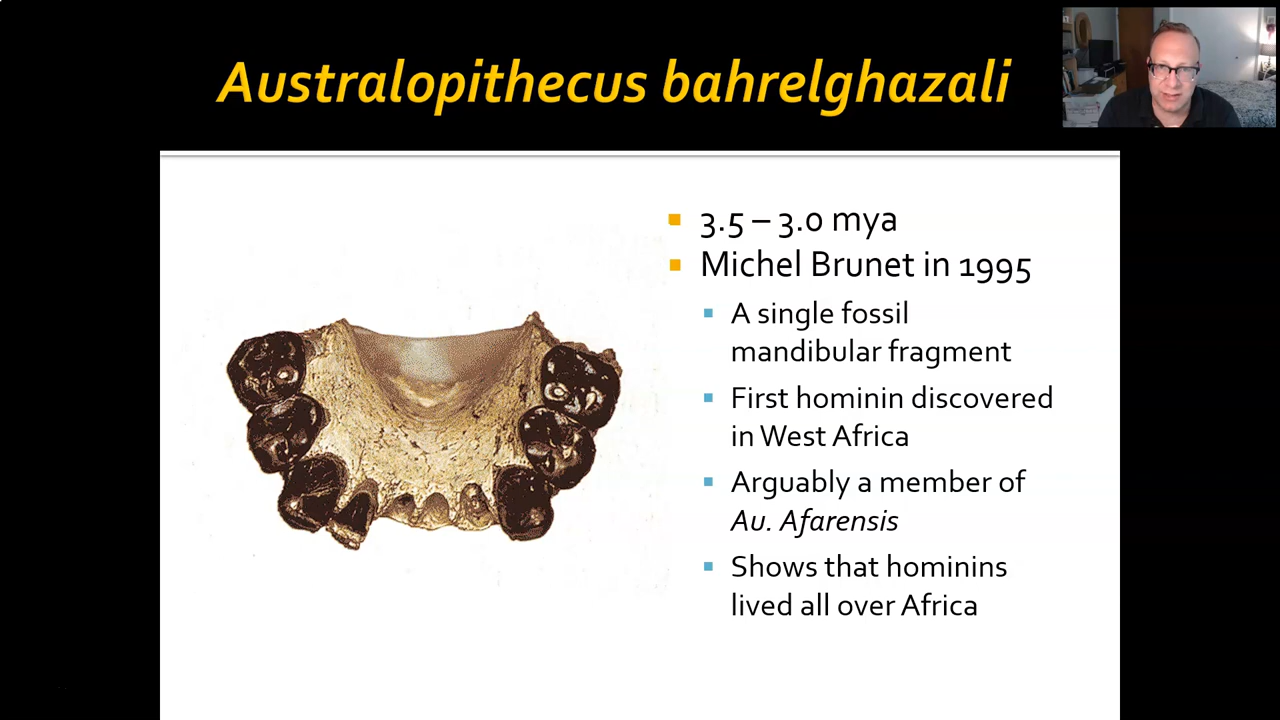 Australopithecus bahrelghazali
3.5 – 3.0 mya
Michel Brunet in 1995
A single fossil
mandibular fragment
First hominin discovered
in West Africa
Arguably a member of
Au. Afarensis
Shows that hominins
lived all over Africa